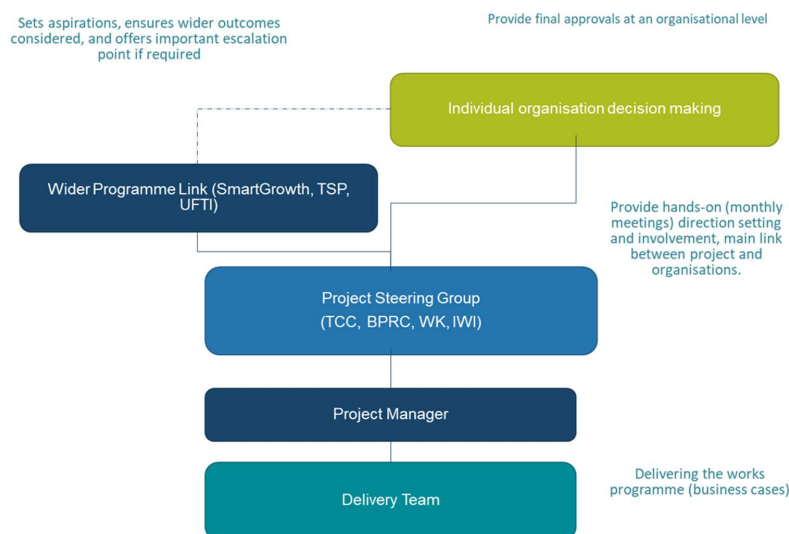 Sets aspirations, ensures wider outcomes
considered, and offers important escalation
point if required
Provide final approvals at an organisational level
Individual organisation decision making
Wider Programme Link (SmartGrowth, TSP,
UFTI)
Provide hands-on (monthly
meetings) direction setting
and involvement, main link
between project and
organisations.
Project Steering Group
(TCC, BPRC, WK, IWI)
Project Manager
Delivery Team
Delivering the works
programme (business cases)